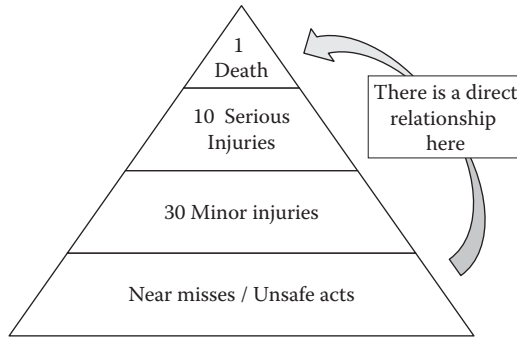 1
Death
10 Serious
Injuries
There is a direct
relationship
here
30 Minor injuries
Near misses / Unsafe acts